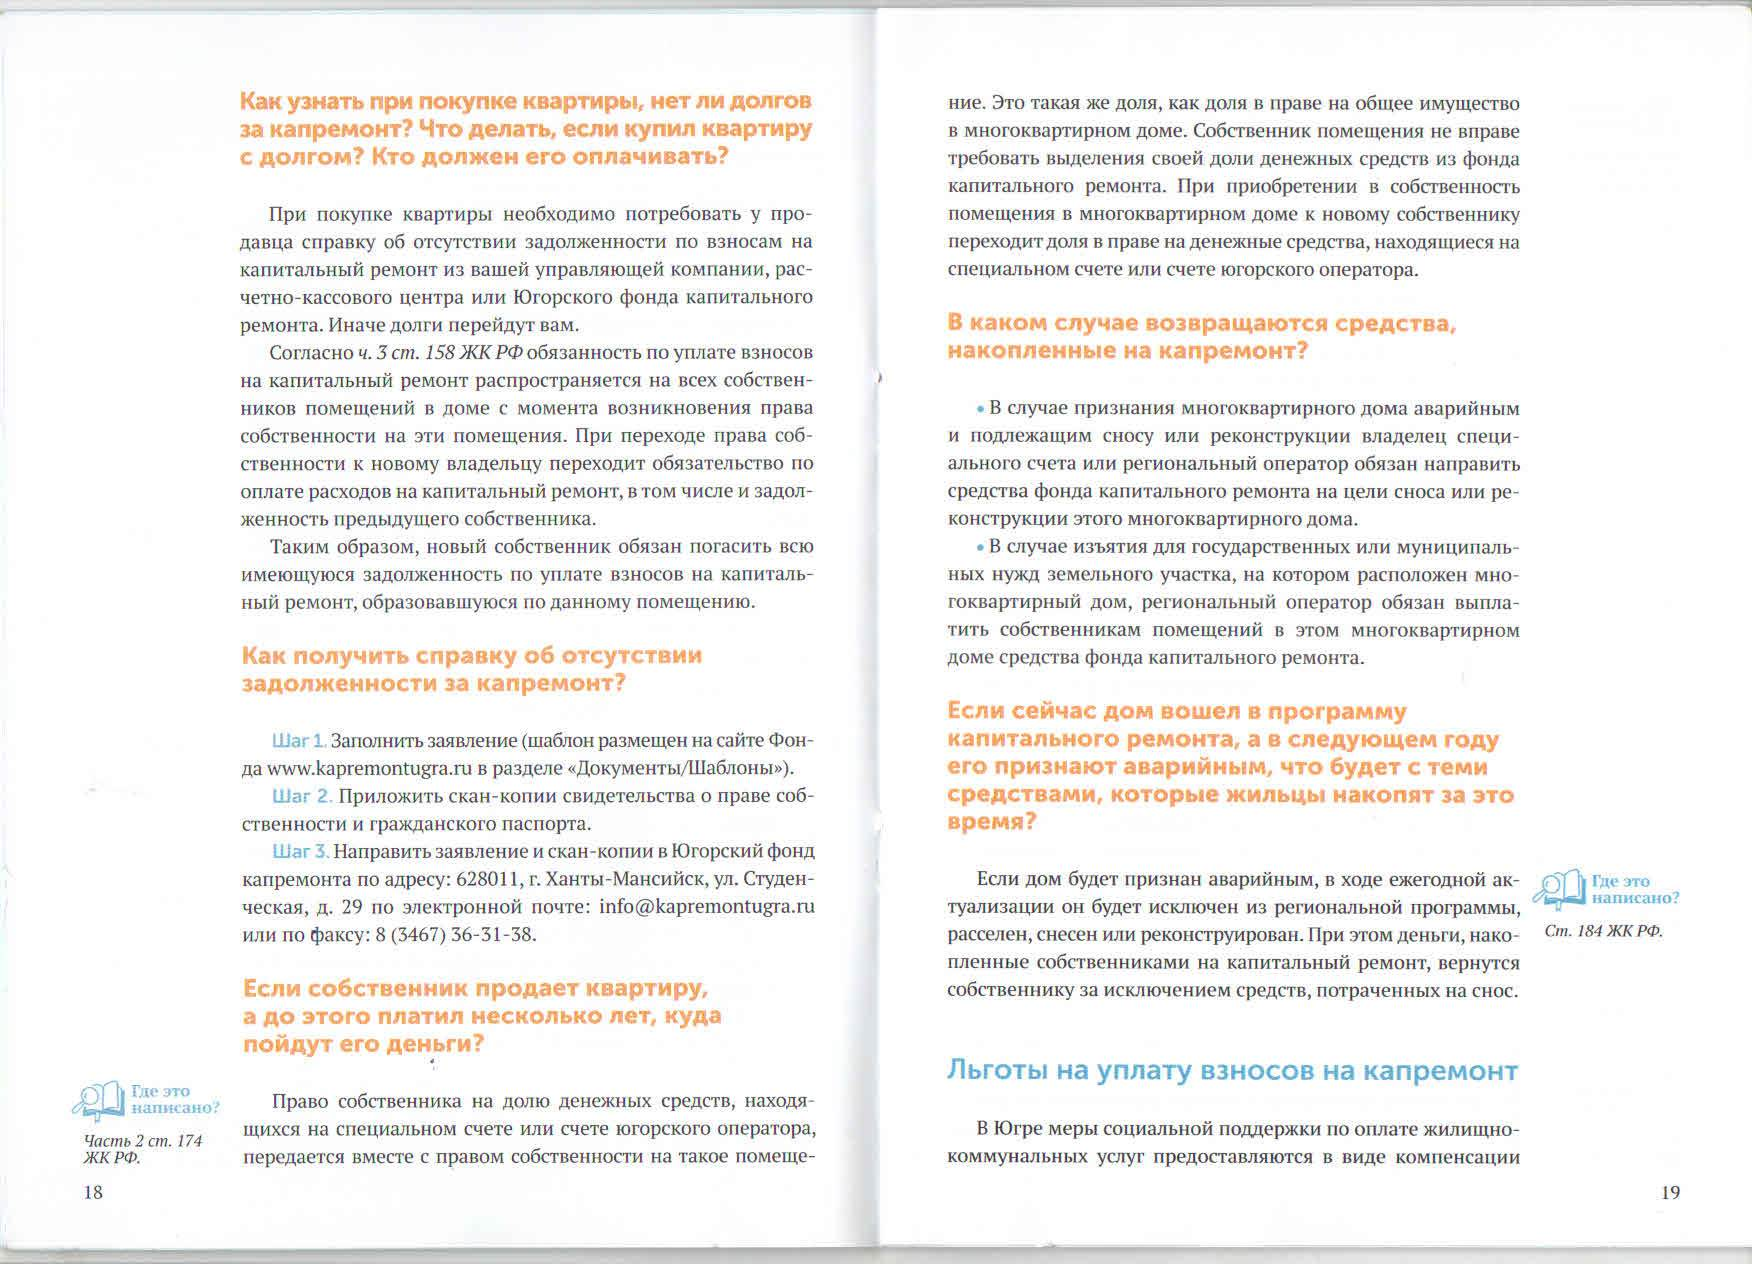 Как узнать при покупке квартиры, нет ли долгов
за капремонт? Что делать, если купил квартиру
с долгом? Кто должен его оплачивать?
При покупке квартиры необходимо потребовать у про-
давца справку об отсутствии задолженности по взносам на
капитальный ремонт из вашей управляющей компании, рас-
четно-кассового центра или Югорского фонда капитального
ремонта. Иначе долги перейдут вам.
Согласно ч. 3 ст. 158 ЖК РФ обязанность по уплате взносов
на капитальный ремонт распространяется на всех собствен-
ников помещений в доме с момента возникновения права
собственности на эти помещения. При переходе права соб-
ственности к новому владельцу переходит обязательство по
оплате расходов на капитальный ремонт, в том числе и задол-
женность предыдущего собственника.
Таким образом, новый собственник обязан погасить всю
имеющуюся задолженность по уплате взносов на капиталь-
ный ремонт, образовавшуюся по данному помещению.
Как получить справку об отсутствии
задолженности за капремонт?
Шаг 1. Заполнить заявление (шаблон размещен на сайте Фон-
да www.kapremontugra.ru в разделе «Документы/Шаблоны»).
Шаг 2. Приложить скан-копии свидетельства о праве соб-
ственности и гражданского паспорта.
Шаг 3. Направить заявление и скан-копии в Югорский фонд
капремонта по адресу: 628011, г. Ханты-Мансийск, ул. Студен-
ческая, д. 29 по электронной почте: info@kapremontugra.ru
или по факсу: 8 (3467) 36-31-38.
Если собственник продает квартиру,
а до этого платил несколько лет, куда
пойдут его деньги?
Где это
написано?
Часть 2 ст. 174
ЖК РФ.
Право собственника на долю денежных средств, находя-
щихся на специальном счете или счете югорского оператора,
передается вместе с правом собственности на такое помеще-
18
ние. Это такая же доля, как доля в праве на общее имущество
в многоквартирном доме. Собственник помещения не вправе
требовать выделения своей доли денежных средств из фонда
капитального ремонта. При приобретении в собственность
помещения в многоквартирном доме к новому собственнику
переходит доля в праве на денежные средства, находящиеся на
специальном счете или счете югорского оператора.
В каком случае возвращаются средства,
накопленные на капремонт?
• В случае признания многоквартирного дома аварийным
и подлежащим сносу или реконструкции владелец специ-
ального счета или региональный оператор обязан направить
средства фонда капитального ремонта на цели сноса или ре-
конструкции этого многоквартирного дома.
• В случае изъятия для государственных или муниципаль-
ных нужд земельного участка, на котором расположен мно-
гоквартирный дом, региональный оператор обязан выпла-
тить собственникам помещений в этом многоквартирном
доме средства фонда капитального ремонта.
Если сейчас дом вошел в программу
капитального ремонта, а в следующем году
его признают аварийным, что будет с теми
средствами, которые жильцы накопят за это
время?
Если дом будет признан аварийным, в ходе ежегодной ак-
туализации он будет исключен из региональной программы,
расселен, снесен или реконструирован. При этом деньги, нако-
пленные собственниками на капитальный ремонт, вернутся
собственнику за исключением средств, потраченных на снос.
Где это
написано?
Ст. 184 ЖК РФ.
Льготы на уплату взносов на капремонт
В Югре меры социальной поддержки по оплате жилищно-
коммунальных услуг предоставляются в виде компенсации
19